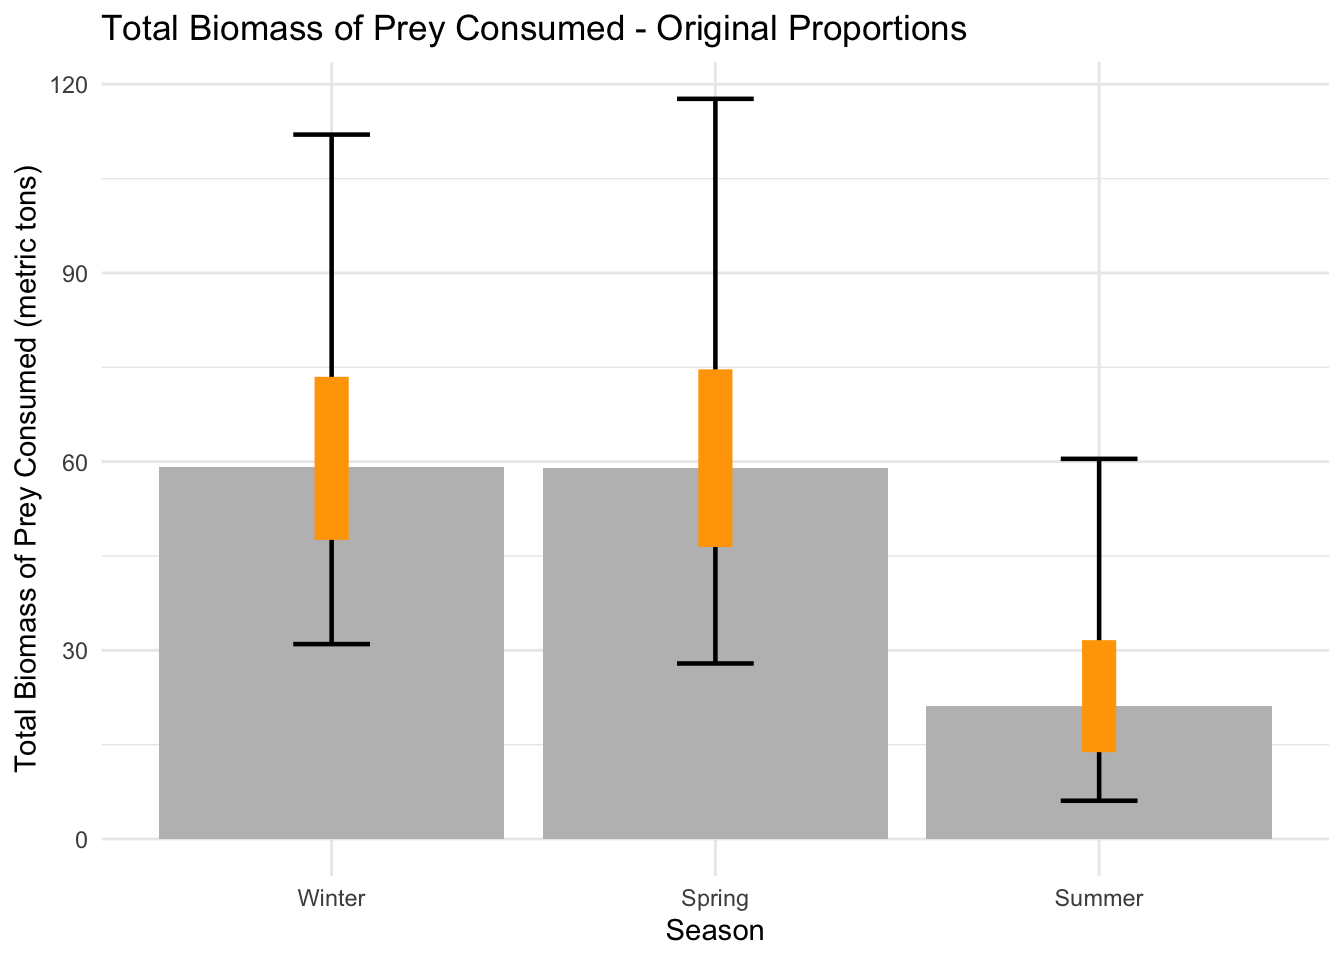 Total Biomass of Prey Consumed - Original Proportions
Total Biomass of Prey Consumed (metric tons)
120
90
60
30
0
Winter Spring Summer
Season